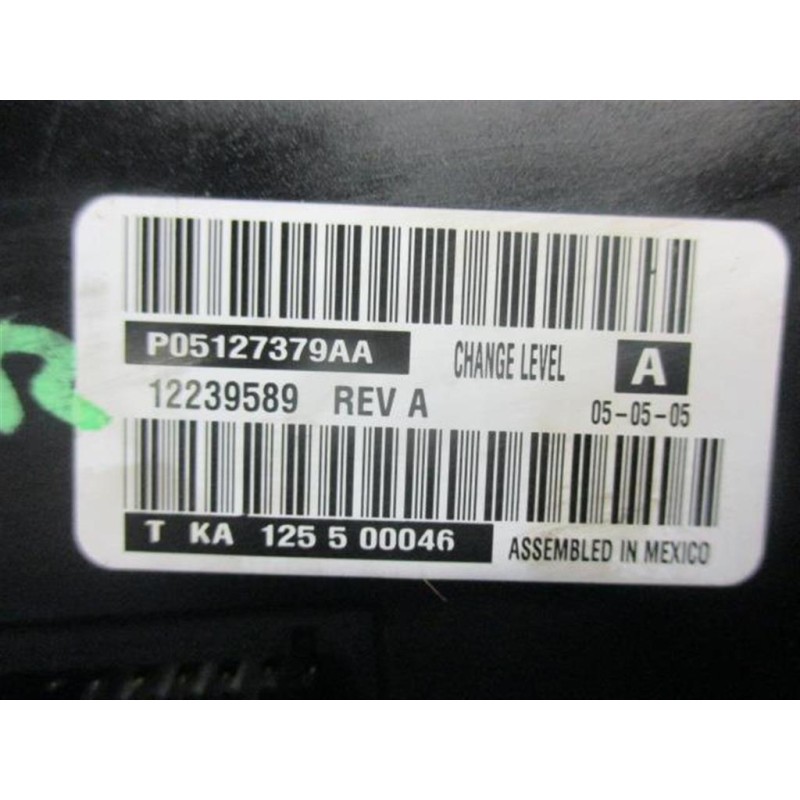 P05127379AA CHANGE LEVEL A
12239589 REV A 05-05-05
T KA 125 5 00046 ASSEMBLED IN MEXICO
R